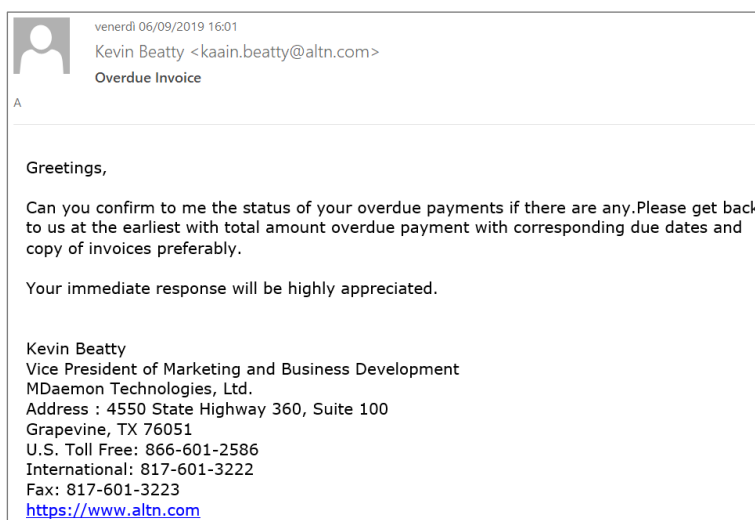 venerdì 06/09/2019 16:01
Kevin Beatty <kaain.beatty@altn.com>
Overdue Invoice
A
Greetings,
Can you confirm to me the status of your overdue payments if there are any.Please get back
to us at the earliest with total amount overdue payment with corresponding due dates and
copy of invoices preferably.
Your immediate response will be highly appreciated.
Kevin Beatty
Vice President of Marketing and Business Development
MDaemon Technologies, Ltd.
Address : 4550 State Highway 360, Suite 100
Grapevine, TX 76051
U.S. Toll Free: 866-601-2586
International: 817-601-3222
Fax: 817-601-3223
https://www.altn.com